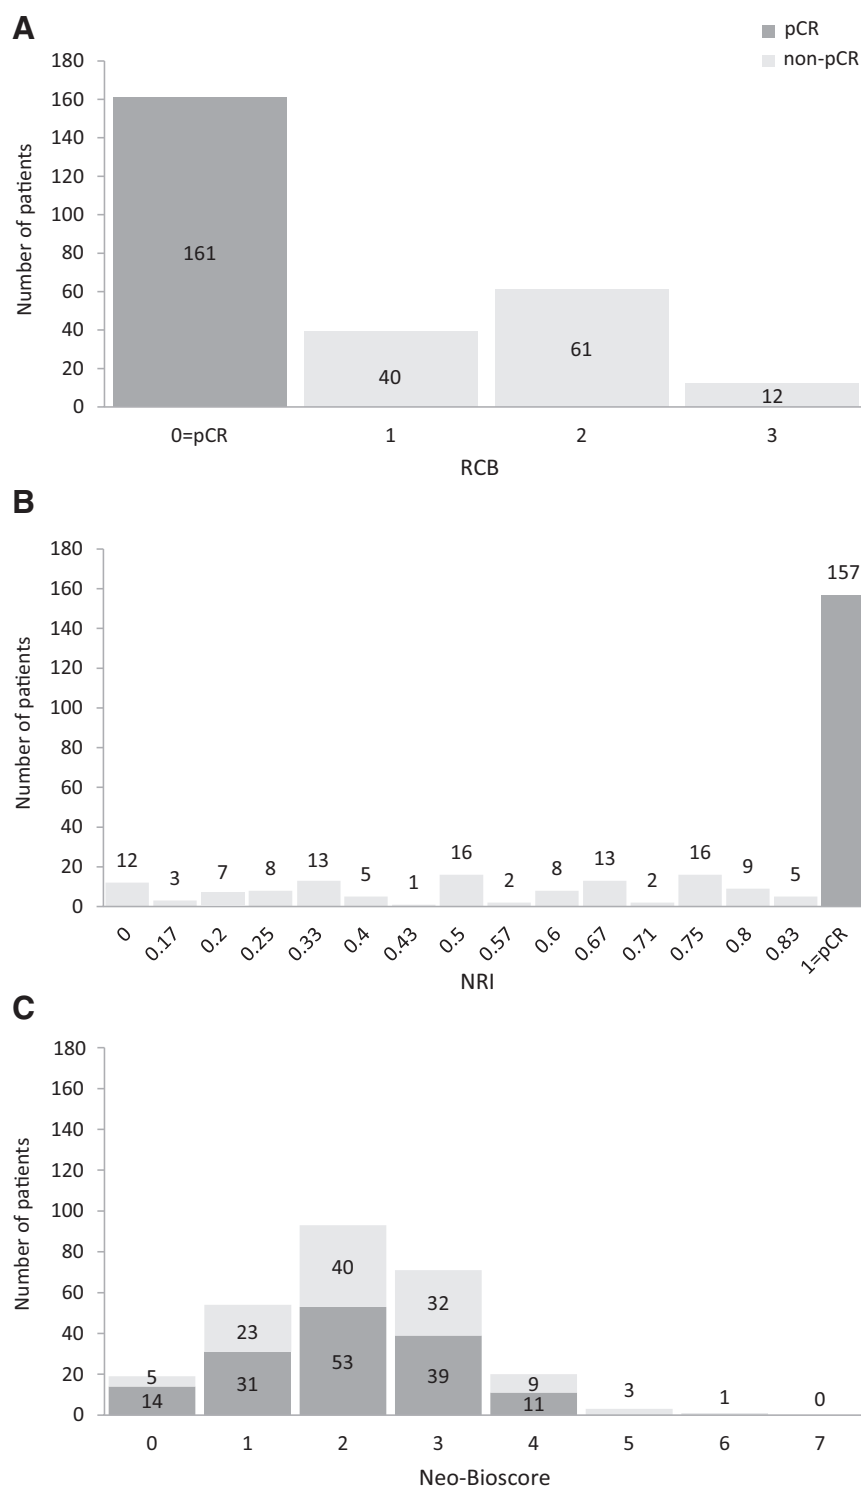 A
pCR
non-pCR
180
160
140
120
100
80
60
40
20
0
Number of patients
161
40
61
12
0=pCR 1 2 3
RCB
B
180
160
140
120
100
80
60
40
20
0
Number of patients
12 3 7 8 13 5 1 16 2 8 13 2 16 9 5 157
0 0.17 0.2 0.25 0.33 0.4 0.43 0.5 0.57 0.6 0.67 0.71 0.75 0.8 0.83 1=pCR
NRI
C
180
160
140
120
100
80
60
40
20
0
Number of patients
5 23 40 32 9 3 1 0
14 31 53 39 11
0 1 2 3 4 5 6 7
Neo-Bioscore